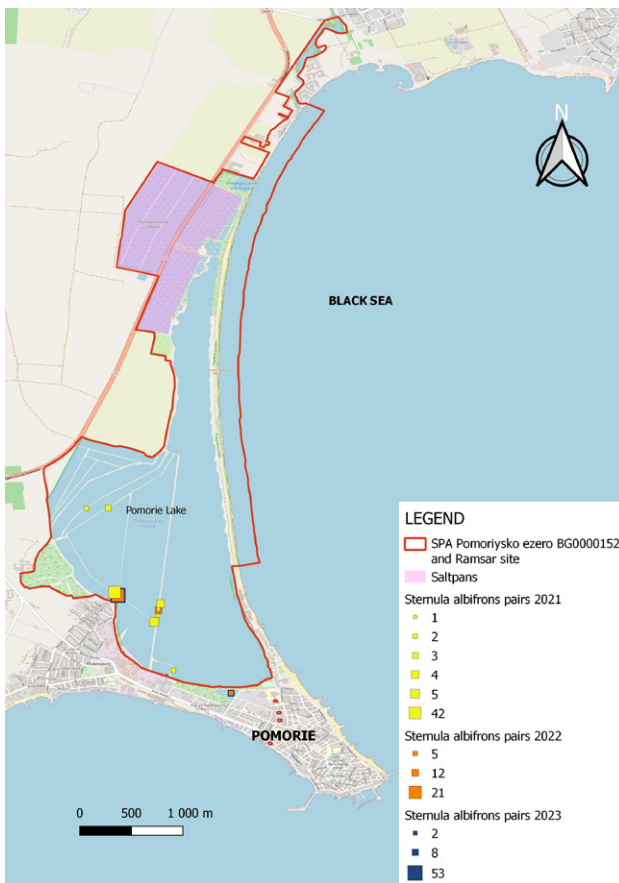 N
BLACK SEA
Pomorie Lake
POMORIE
0 500 1 000 m
LEGEND
SPA Pomoriysko ezero BG0000152
and Ramsar site
Saltpans
Sternula albifrons pairs 2021
1
2
3
4
5
42
Sternula albifrons pairs 2022
5
12
21
Sternula albifrons pairs 2023
2
8
53